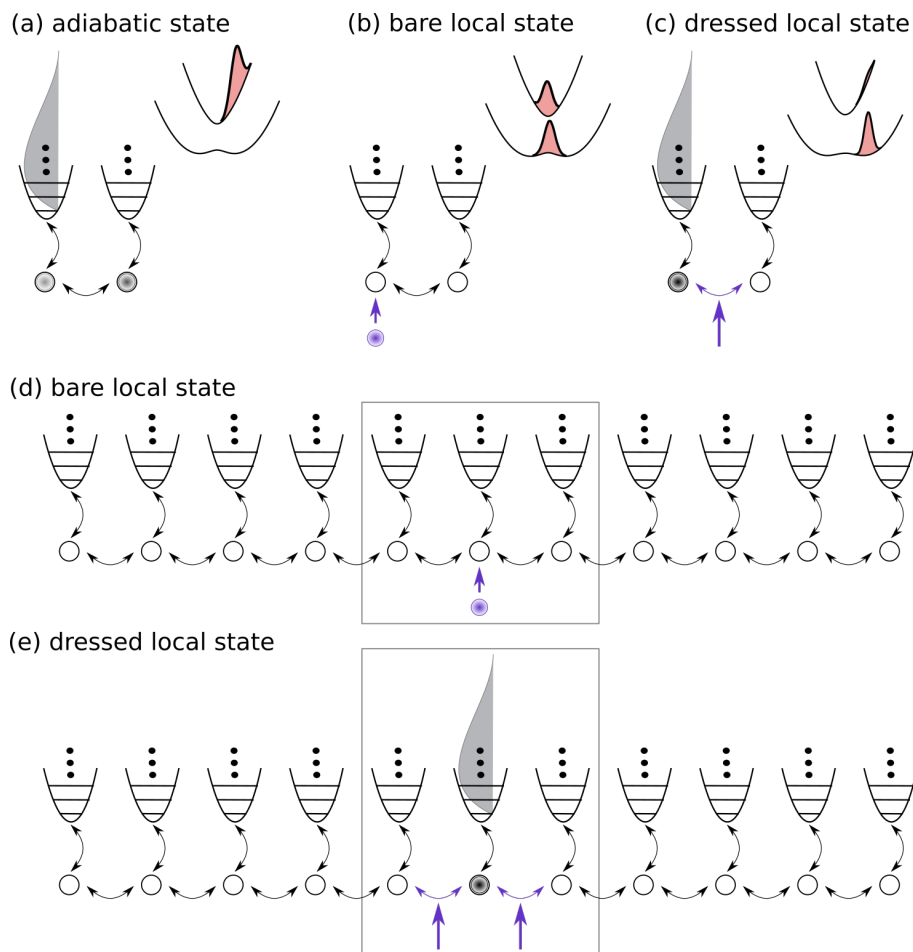 (a) adiabatic state
(b) bare local state
(c) dressed local state
(d) bare local state
(e) dressed local state